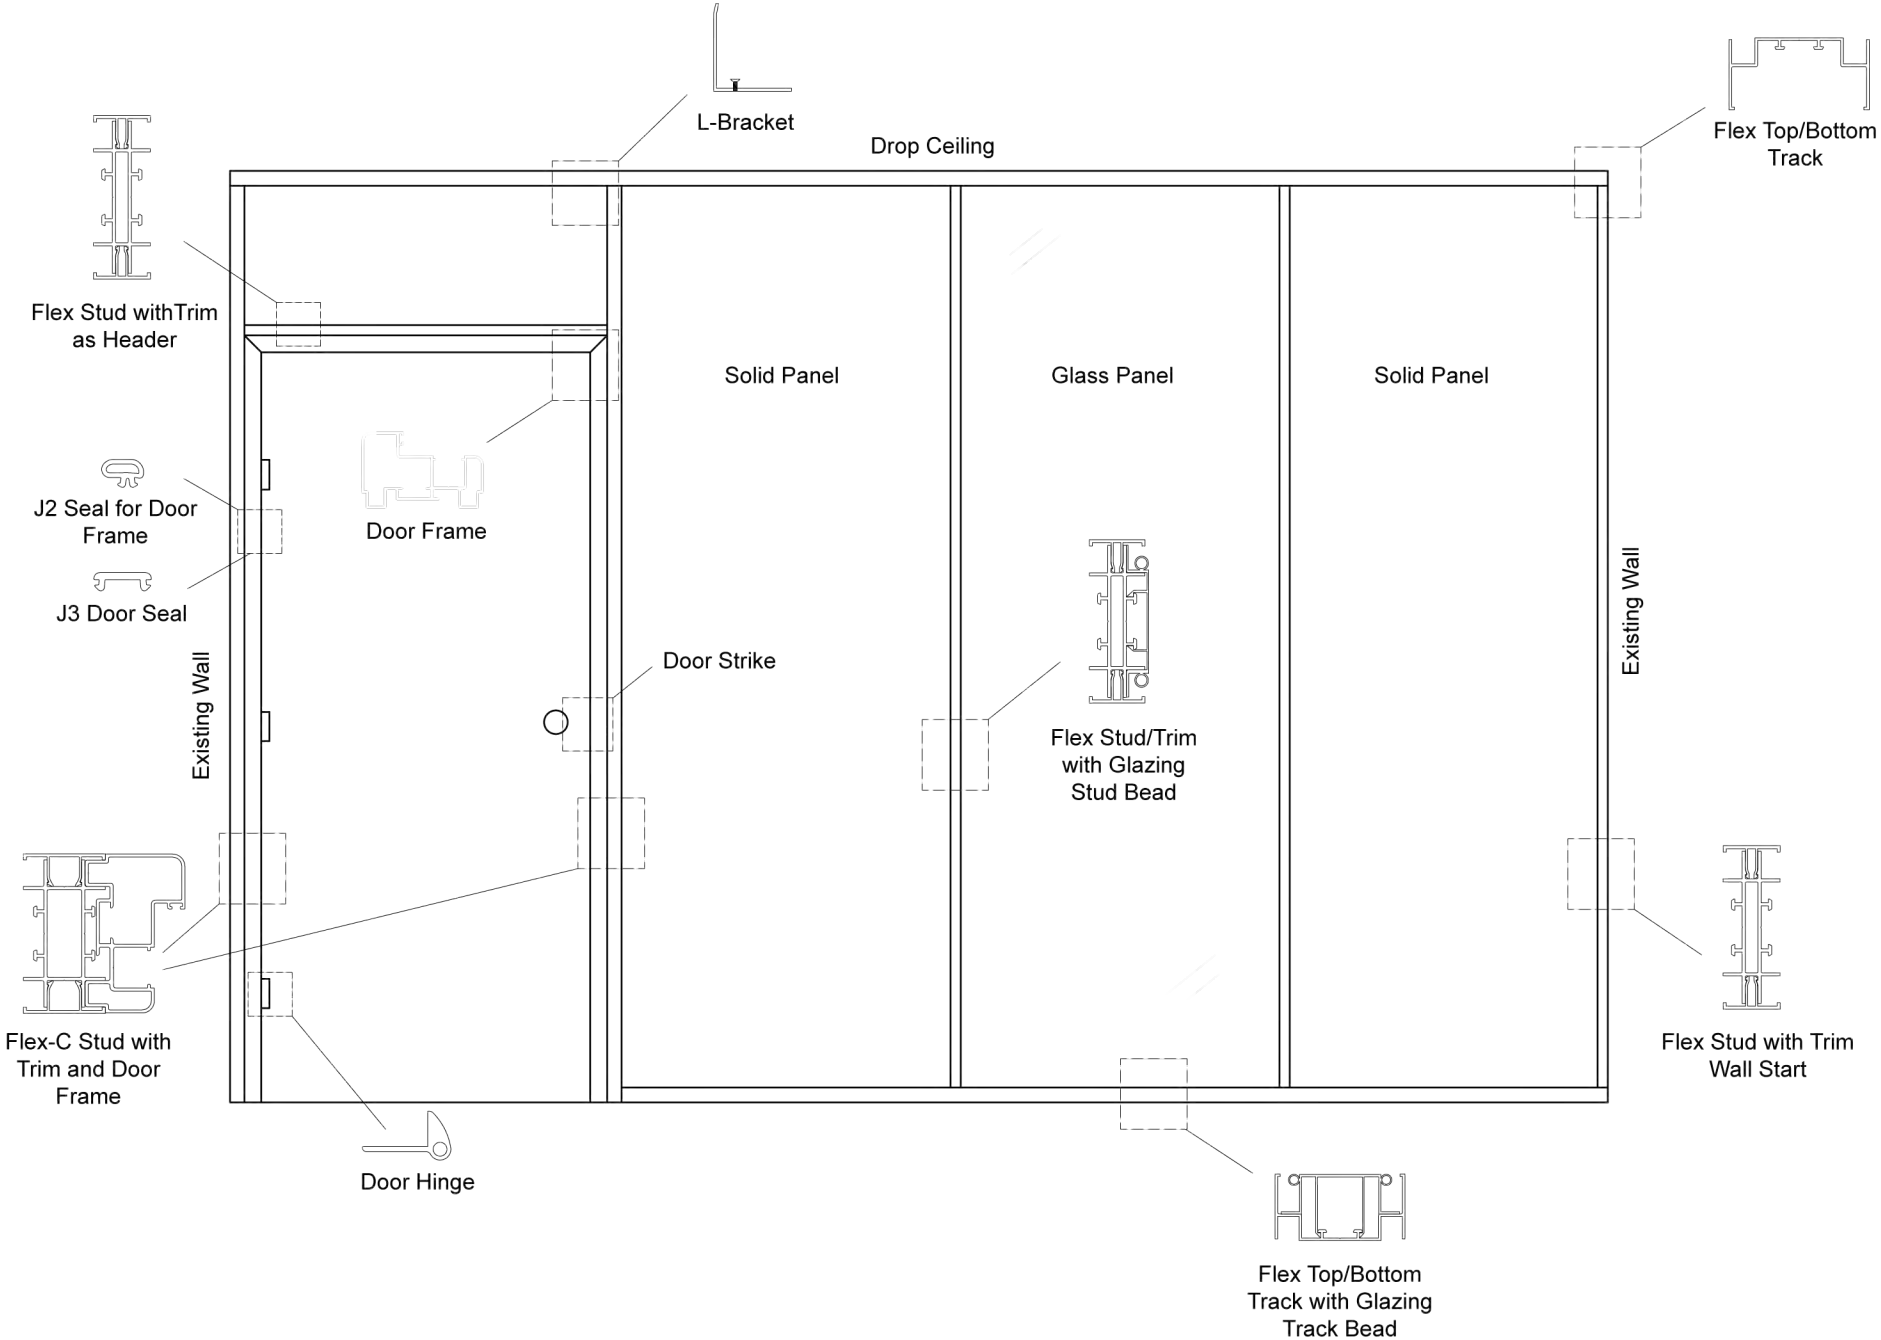 L-Bracket
Drop Ceiling
Flex Top/Bottom
Track
Flex Stud withTrim
as Header
Solid Panel
Glass Panel
Solid Panel
J2 Seal for Door
Frame
Door Frame
J3 Door Seal
Existing Wall
Existing Wall
Door Strike
Flex Stud/Trim
with Glazing
Stud Bead
Flex-C Stud with
Trim and Door
Frame
Flex Stud with Trim
Wall Start
Door Hinge
Flex Top/Bottom
Track with Glazing
Track Bead